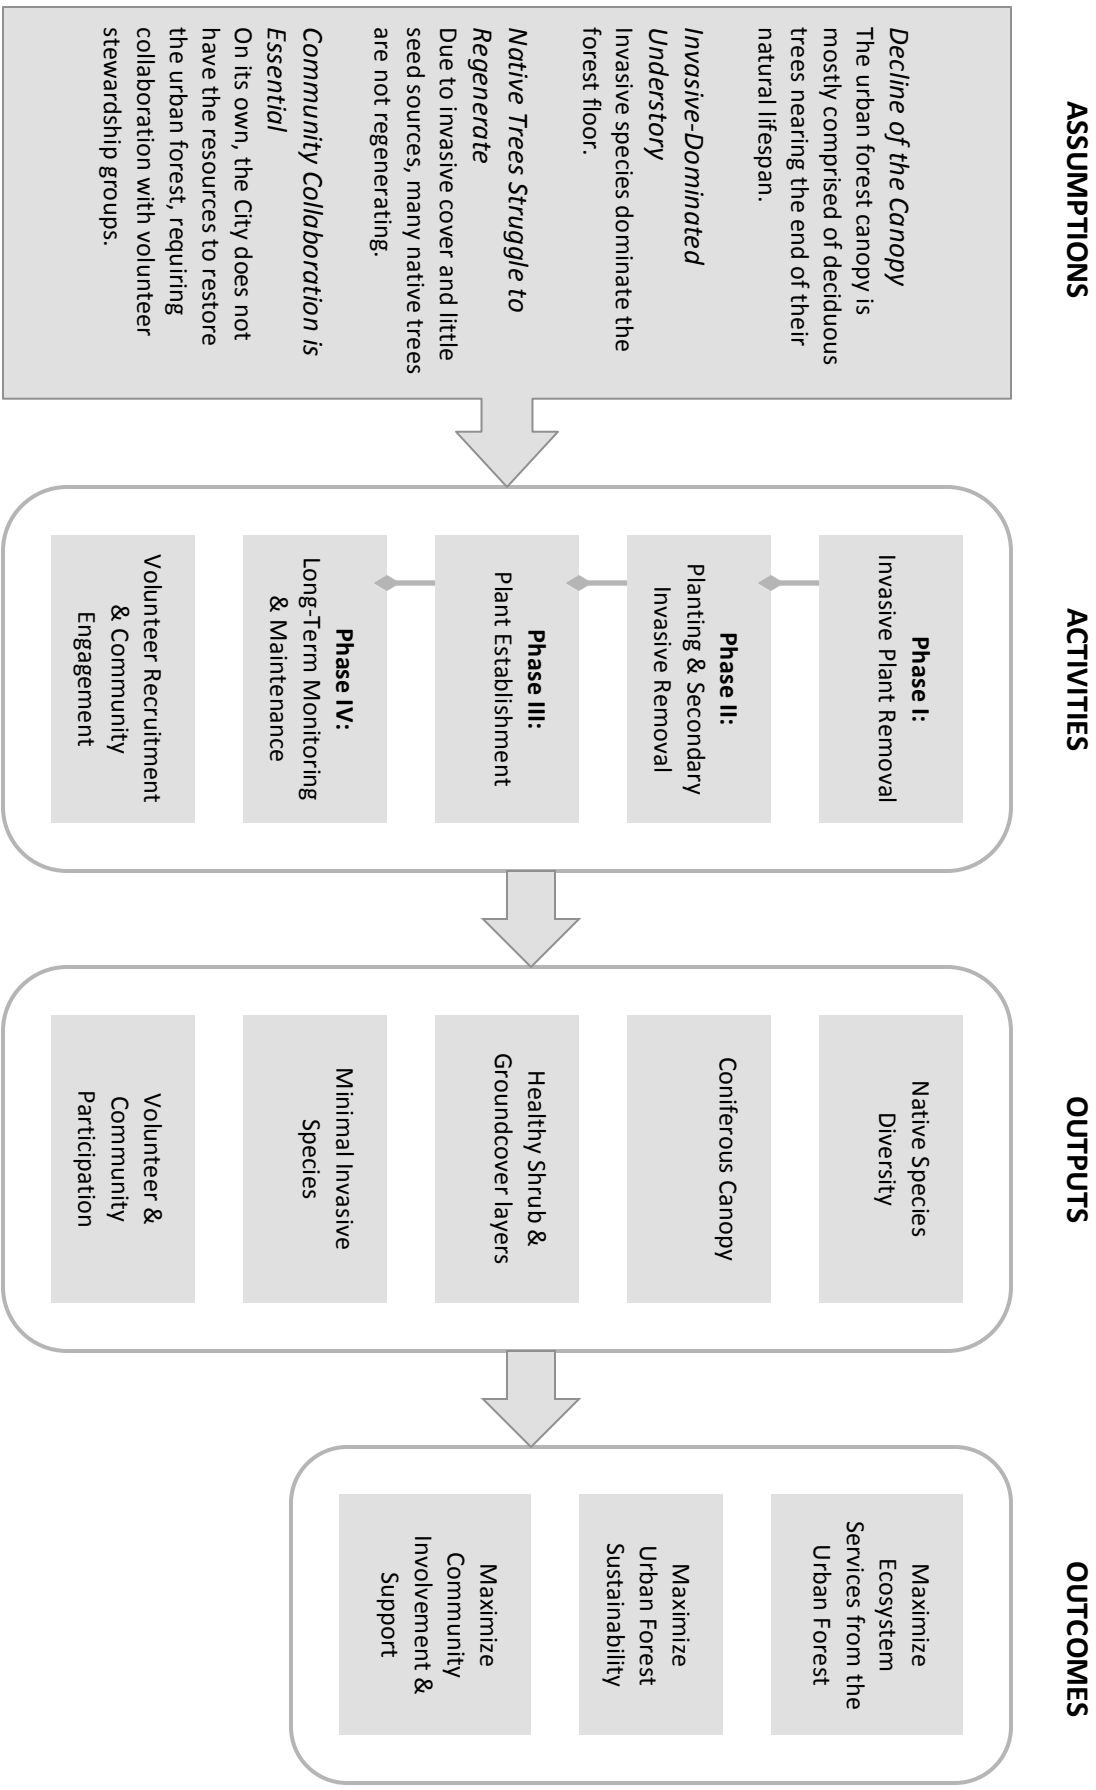 ASSUMPTIONS
Decline of the Canopy
The urban forest canopy is
mostly comprised of deciduous
trees nearing the end of their
natural lifespan.
Invasive-Dominated
Understory
Invasive species dominate the
forest floor.
Native Trees Struggle to
Regenerate
Due to invasive cover and little
seed sources, many native trees
are not regenerating.
Community Collaboration is
Essential
On its own, the City does not
have the resources to restore
the urban forest, requiring
collaboration with volunteer
stewardship groups.
ACTIVITIES
Phase I:
Invasive Plant Removal
Phase II:
Planting & Secondary
Invasive Removal
Phase III:
Plant Establishment
Phase IV:
Long-Term Monitoring
& Maintenance
Volunteer Recruitment
& Community
Engagement
OUTPUTS
Native Species
Diversity
Coniferous Canopy
Healthy Shrub &
Groundcover layers
Minimal Invasive
Species
Volunteer &
Community
Participation
OUTCOMES
Maximize
Ecosystem
Services from the
Urban Forest
Maximize
Urban Forest
Sustainability
Maximize
Community
Involvement &
Support